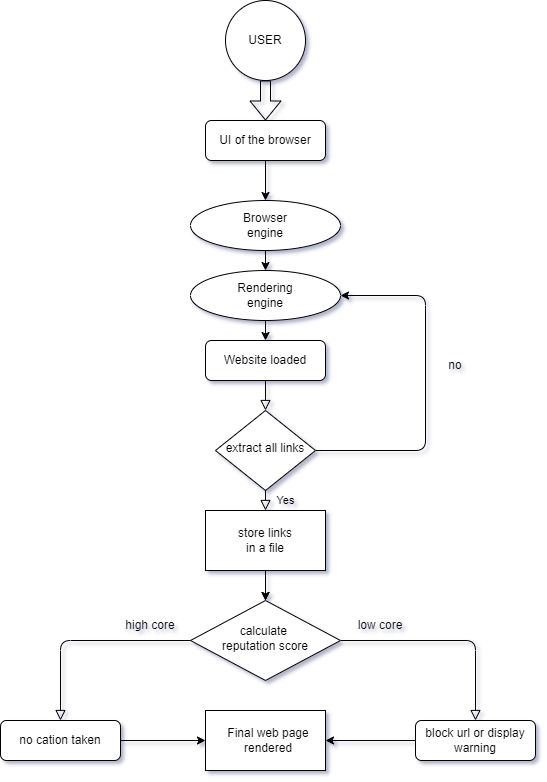 USER
UI of the browser
Browser
engine
Rendering
engine
Website loaded
no
extract all links
Yes
store links
in a file
high core
calculate
reputation score
low core
no cation taken
Final web page
rendered
block url or display
warning